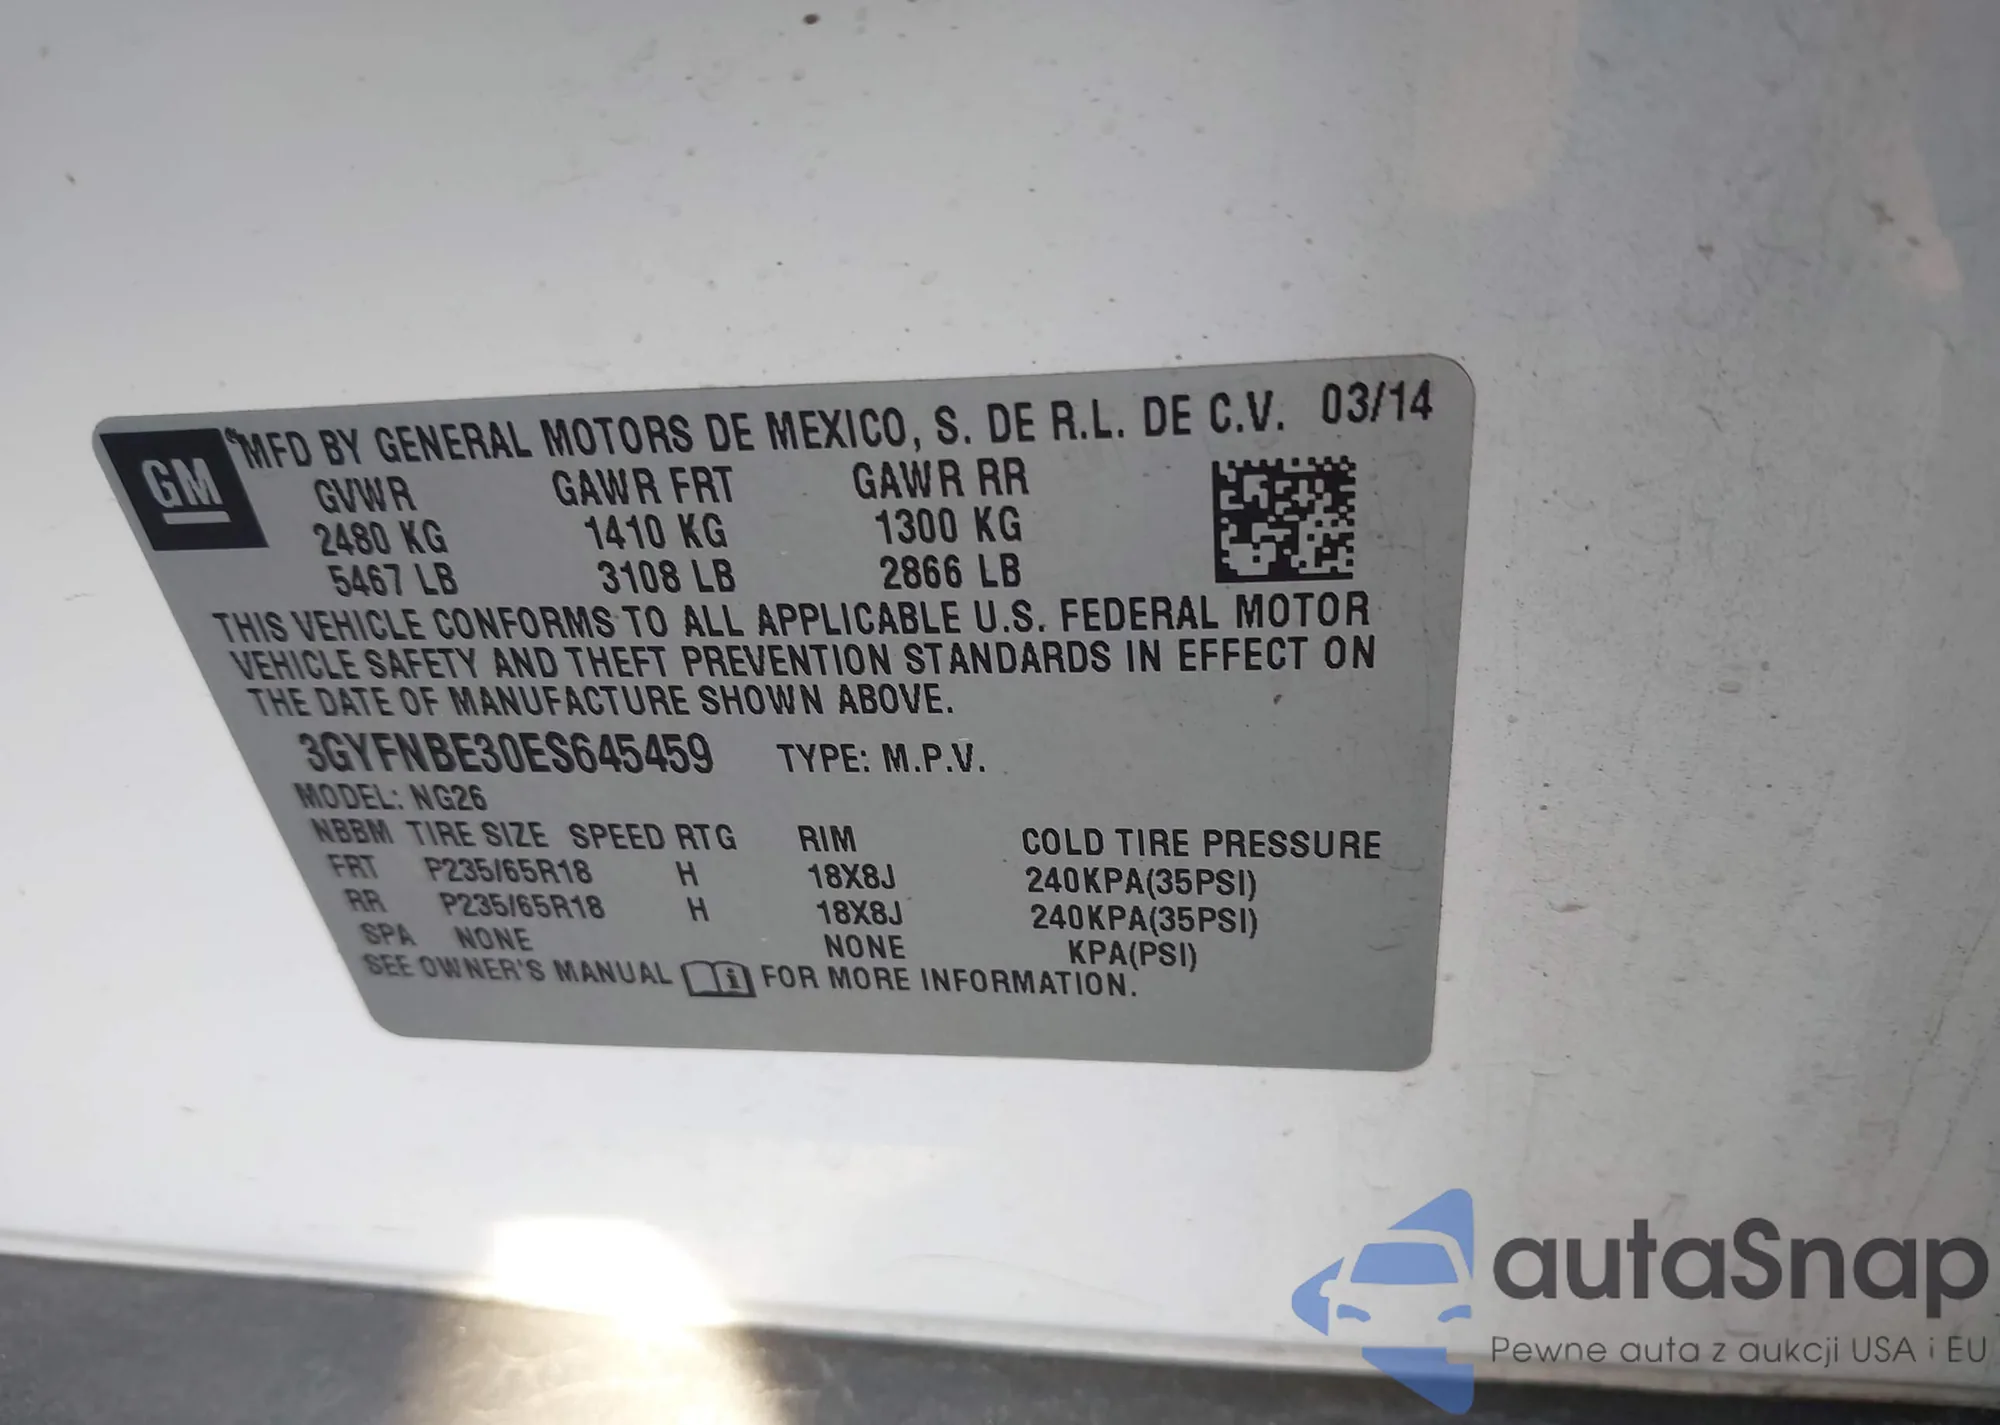 GM
MFD BY GENERAL MOTORS DE MEXICO, S. DE R.L. DE C.V. 03/14
GVWR GAWR FRT GAWR RR
2480 KG 1410 KG 1300 KG
5467 LB 3108 LB 2866 LB
THIS VEHICLE CONFORMS TO ALL APPLICABLE U.S. FEDERAL MOTOR
VEHICLE SAFETY AND THEFT PREVENTION STANDARDS IN EFFECT ON
THE DATE OF MANUFACTURE SHOWN ABOVE.
3GYFNBE30ES645459 TYPE: M.P.V.
MODEL: NG26
NBBM TIRE SIZE SPEED RTG RIM COLD TIRE PRESSURE
FRT P235/65R18 H 18X8J 240KPA(35PSI)
RR P235/65R18 H 18X8J 240KPA(35PSI)
SPA NONE NONE KPA(PSI)
SEE OWNER'S MANUAL i FOR MORE INFORMATION.
autaSnap
Pewne auta z aukcji USA i EU